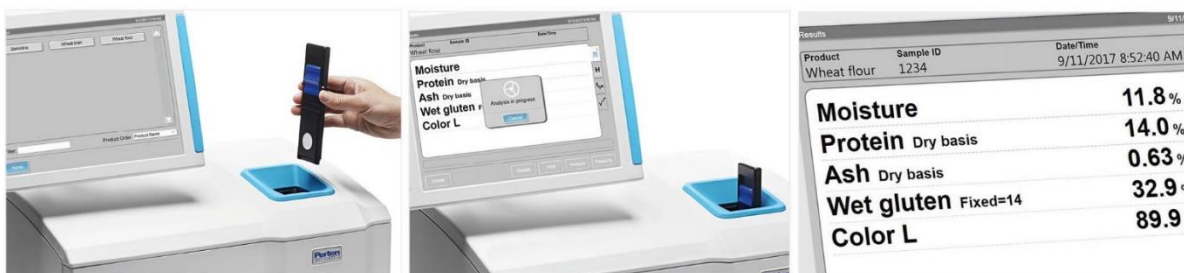 Semolina Wheat bran Wheat flour
Product Order Product Name
Perten
Product Sample ID Date/Time
Wheat flour
Moisture
Protein Dry basis
Ash Dry basis
Wet gluten
Color L
Analysis in progress
Cancel
H
Results
9/11/
Product Sample ID Date/Time
Wheat flour 1234 9/11/2017 8:52:40 AM
Moisture 11.8 %
Protein Dry basis 14.0 %
Ash Dry basis 0.63 %
Wet gluten Fixed=14 32.9
Color L 89.9